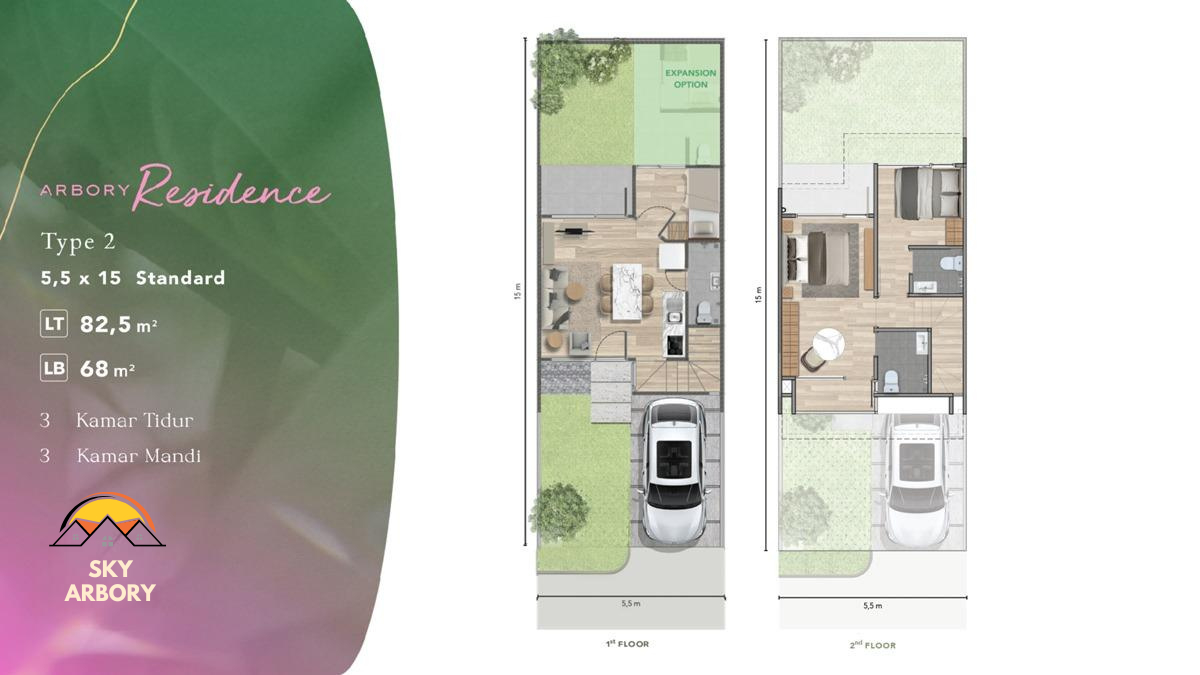 ARBORY Residence
Type 2
5,5 x 15 Standard
LT 82,5 m²
LB 68 m²
3 Kamar Tidur
3 Kamar Mandi
SKY
ARBORY
EXPANSION
OPTION
15 m
5,5 m
1st FLOOR
15 m
5,5 m
2nd FLOOR